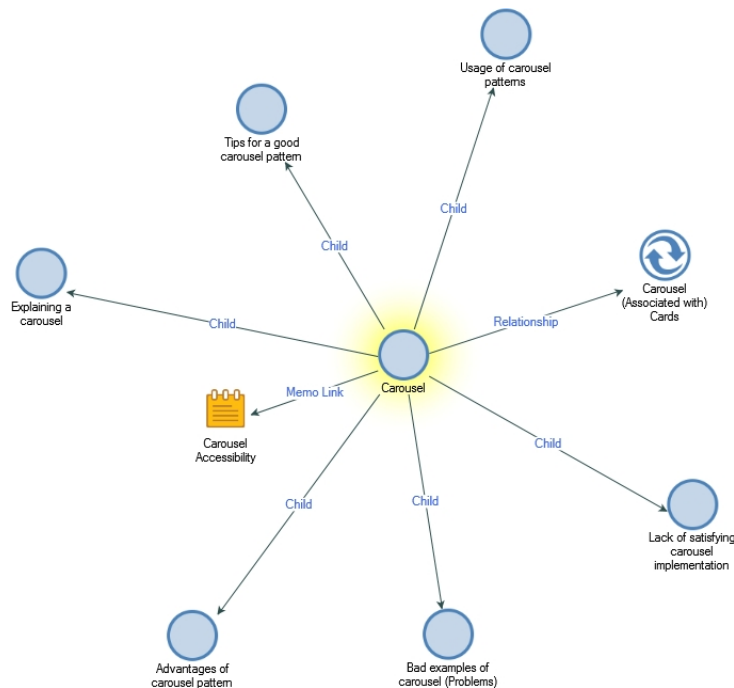 Usage of carousel
patterns
Tips for a good
carousel pattern
Child
Child
Carousel
(Associated with)
Cards
Explaining a
carousel
Child
Relationship
Carousel
Memo Link
Carousel
Accessibility
Child
Child
Child
Lack of satisfying
carousel
implementation
Advantages of
carousel pattern
Bad examples of
carousel (Problems)